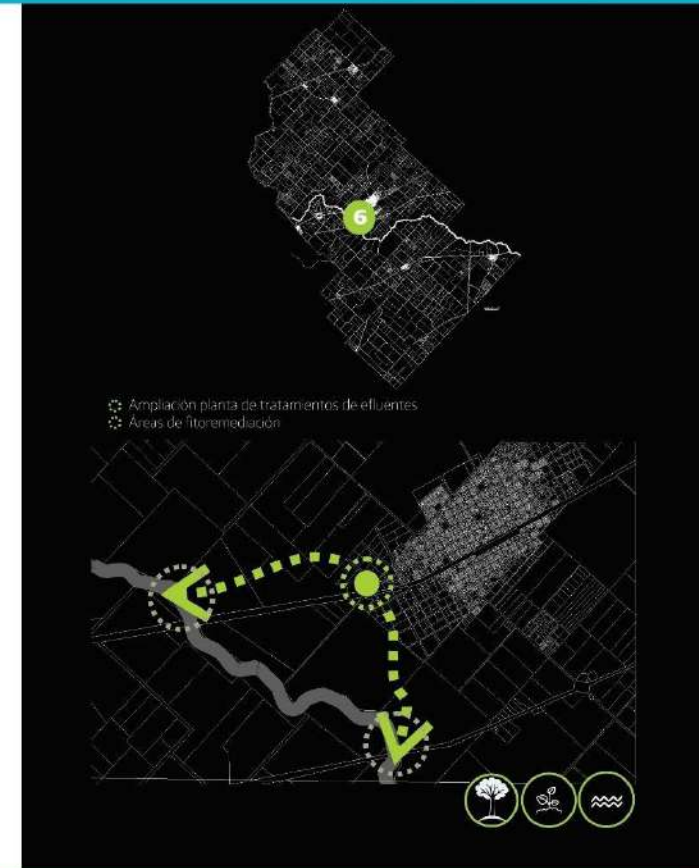 6
Ampliación planta de tratamientos de efluentes
Áreas de fitoremediación